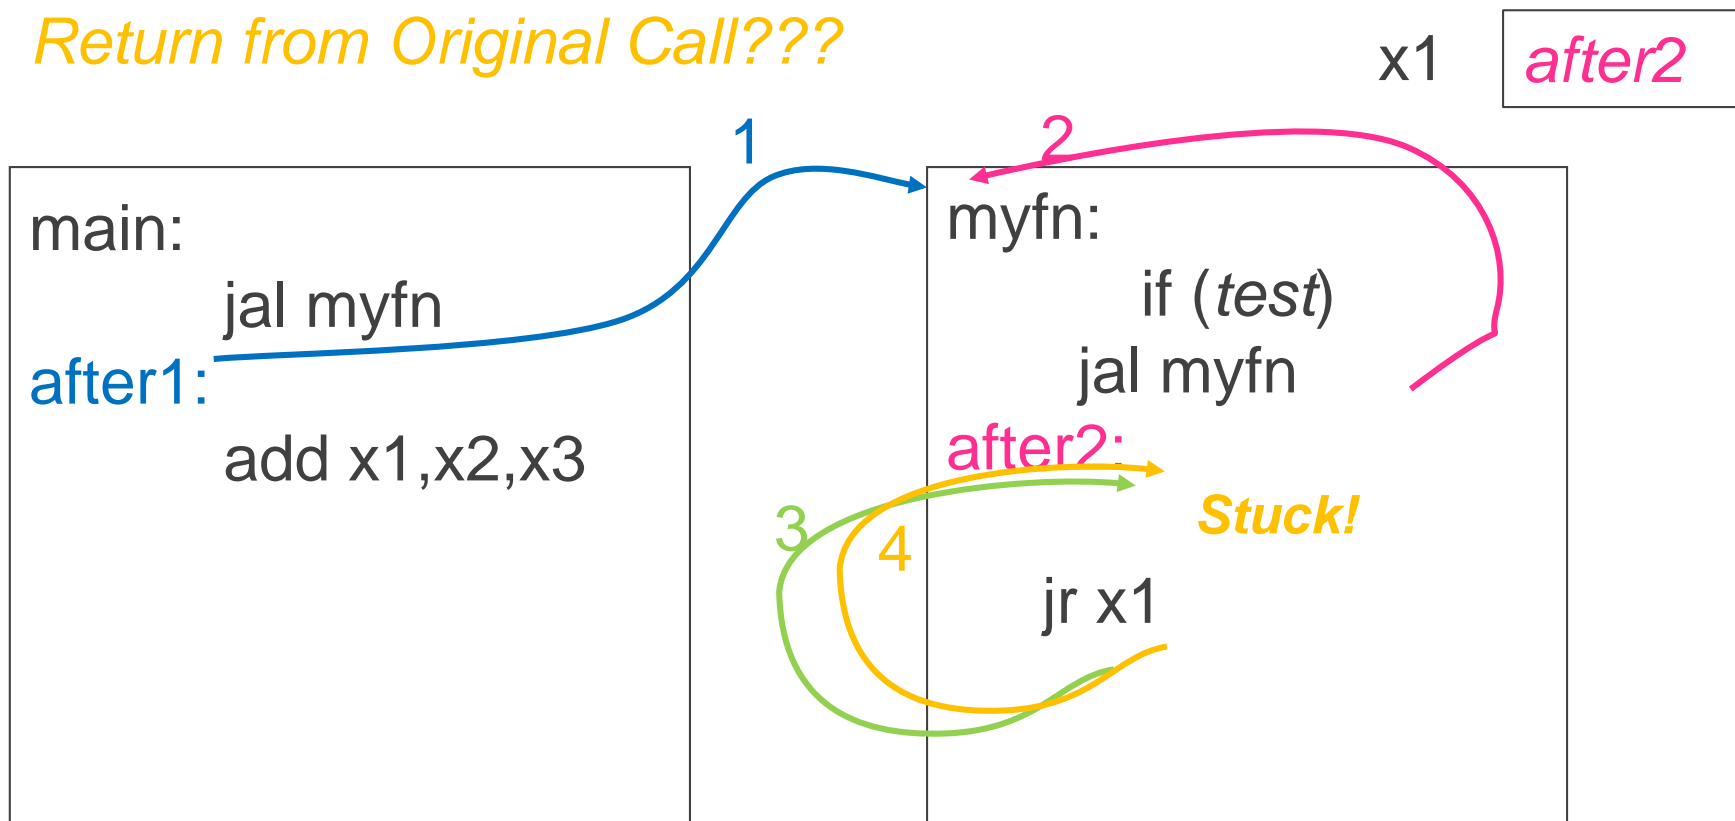 Return from Original Call???
x1 after2
1
2
main:
jal myfn
after1:
add x1,x2,x3
myfn:
if (test)
jal myfn
after2:
3
4
Stuck!
jr x1